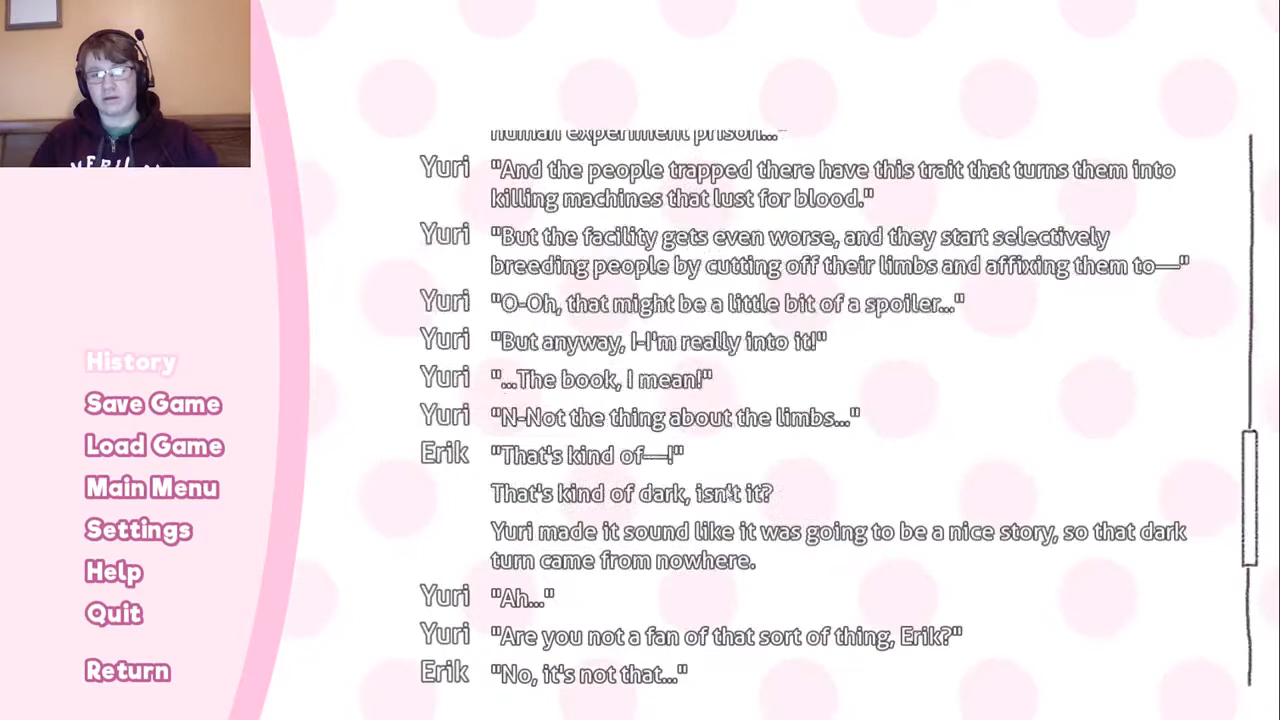 human experiment prison..."
Yuri "And the people trapped there have this trait that turns them into
killing machines that lust for blood."
Yuri "But the facility gets even worse, and they start selectively
breeding people by cutting off their limbs and affixing them to—"
Yuri "O-Oh, that might be a little bit of a spoiler..."
Yuri "But anyway, I-I'm really into it!"
Yuri "...The book, I mean!"
Yuri "N-Not the thing about the limbs..."
Erik "That's kind of—!"
That's kind of dark, isn't it?
Yuri made it sound like it was going to be a nice story, so that dark
turn came from nowhere.
Yuri "Ah..."
Yuri "Are you not a fan of that sort of thing, Erik?"
Erik "No, it's not that..."
History
Save Game
Load Game
Main Menu
Settings
Help
Quit
Return